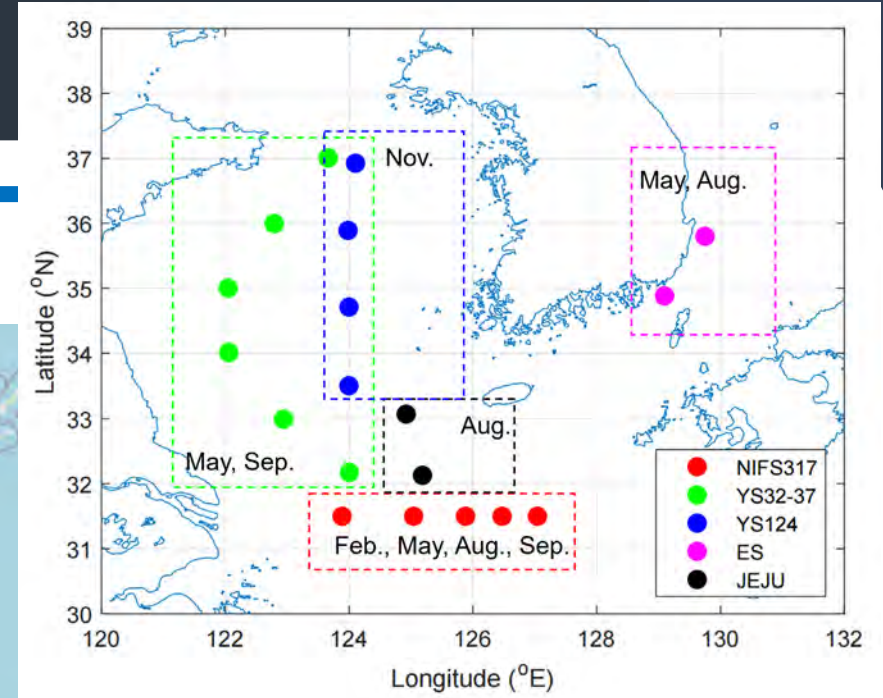 39
38
37
36
35
34
33
32
31
30
Latitude (°N)
Nov.
May, Aug.
Aug.
May, Sep.
Feb., May, Aug., Sep.
NIFS317
YS32-37
YS124
ES
JEJU
120 122 124 126 128 130 132
Longitude (°E)